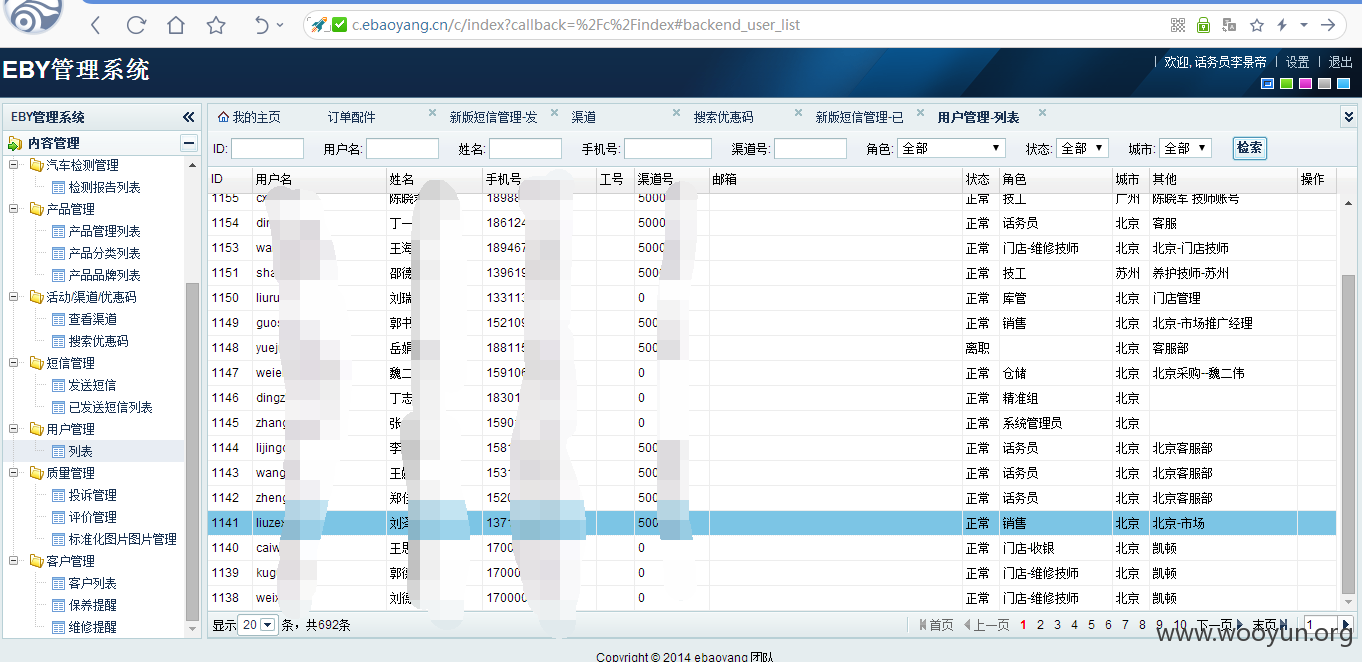 c.ebaoyang.cn/c/index?callback=%2Fc%2Findex#backend_user_list
EBY管理系统
欢迎, 话务员李景帝 | 设置 | 退出
EBY管理系统
内容管理
汽车检测管理
检测报告列表
产品管理
产品管理列表
产品分类列表
产品品牌列表
活动/渠道/优惠码
查看渠道
搜索优惠码
短信管理
发送短信
已发送短信列表
用户管理
列表
质量管理
投诉管理
评价管理
标准化图片图片管理
客户管理
客户列表
保养提醒
维修提醒
我的主页 订单配件 新版短信管理-发 渠道 搜索优惠码 新版短信管理-已 用户管理-列表
ID: 用户名: 姓名: 手机号: 渠道号: 角色: 全部 状态: 全部 城市: 全部 检索
ID 用户名 姓名 手机号 工号 渠道号 邮箱 状态 角色 城市 其他 操作
1155 陈晓 18988 5000 正常 技工 广州 陈晓军 技师账号
1154 din 丁一 18612 5000 正常 话务员 北京 客服
1153 wa 王海 189467 5000 正常 门店-维修技师 北京 北京-门店技师
1151 sha 邵德 139619 500 正常 技工 苏州 养护技师-苏州
1150 liuru 刘瑞 133113 0 正常 库管 北京 门店管理
1149 guos 郭书 152109 500 正常 销售 北京 北京-市场推广经理
1148 yueji 岳娟 188115 500 离职 北京 客服部
1147 weie 魏二 159106 0 正常 仓储 北京 北京采购--魏二伟
1146 dingz 丁志 18301 0 正常 精准组 北京
1145 zhang 张 1590 0 正常 系统管理员 北京
1144 lijing 李 1581 500 正常 话务员 北京 北京客服部
1143 wang 王 1531 500 正常 话务员 北京 北京客服部
1142 zheng 郑 1520 500 正常 话务员 北京 北京客服部
1141 liuze 刘泽 1371 500 正常 销售 北京 北京-市场
1140 caiw 王思 1700 0 正常 门店-收银 北京 凯顿
1139 kug 郭德 17000 0 正常 门店-维修技师 北京 凯顿
1138 weix 刘德 170000 0 正常 门店-维修技师 北京 凯顿
显示 20 条，共692条 首页 上一页 1 2 3 4 5 6 7 8 9 10 下一页 末页 1
www.wooyun.org
Copyright © 2014 ebaoyang 团队